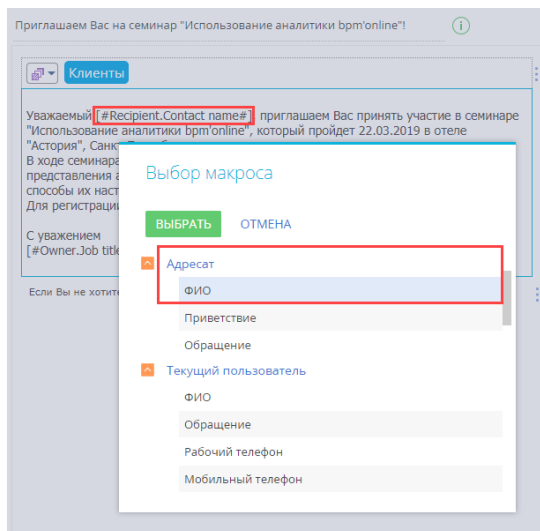 Приглашаем Вас на семинар "Использование аналитики bpm'online"!
Клиенты
Уважаемый [#Recipient.Contact name#] приглашаем Вас принять участие в семинаре
"Использование аналитики bpm'online", который пройдет 22.03.2019 в отеле
"Астория", Санкт
В ходе семинара
представления
способы их наст
Для регистрации
С уважением
[#Owner.Job title
Если Вы не хотите
Выбор макроса
ВЫБРАТЬ ОТМЕНА
Адресат
ФИО
Приветствие
Обращение
Текущий пользователь
ФИО
Обращение
Рабочий телефон
Мобильный телефон